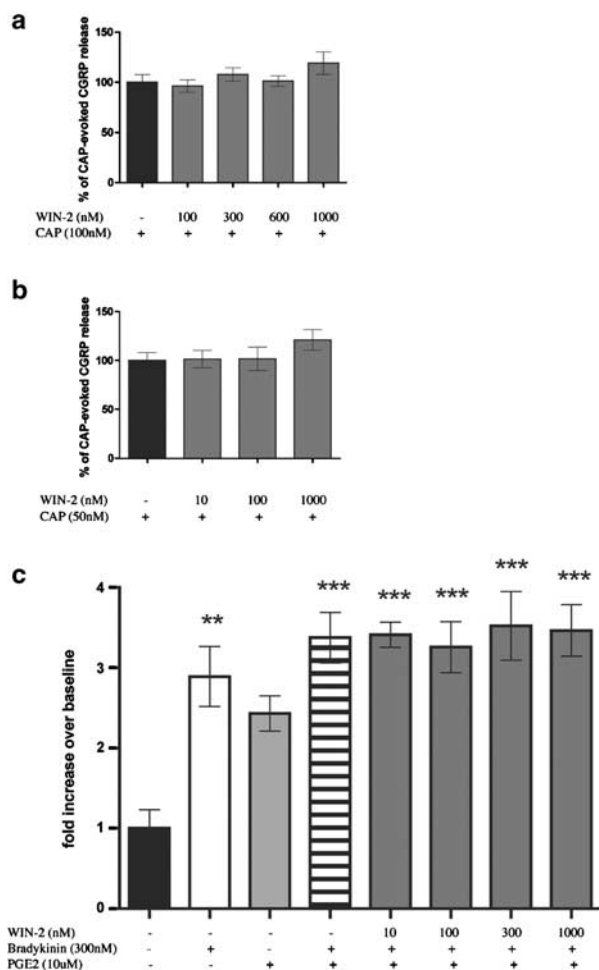 a
% of CAP-evoked CGRP release
150
100
50
0
WIN-2 (nM) - 100 300 600 1000
CAP (100nM) + + + + +
b
% of CAP-evoked CGRP release
150
100
50
0
WIN-2 (nM) - 10 100 1000
CAP (50nM) + + + +
c
fold increase over baseline
4
3
2
1
0
** *** *** *** *** ***
WIN-2 (nM) - - - - 10 100 300 1000
Bradykinin (300nM) - + - + + + + +
PGE2 (10uM) - - + + + + + +